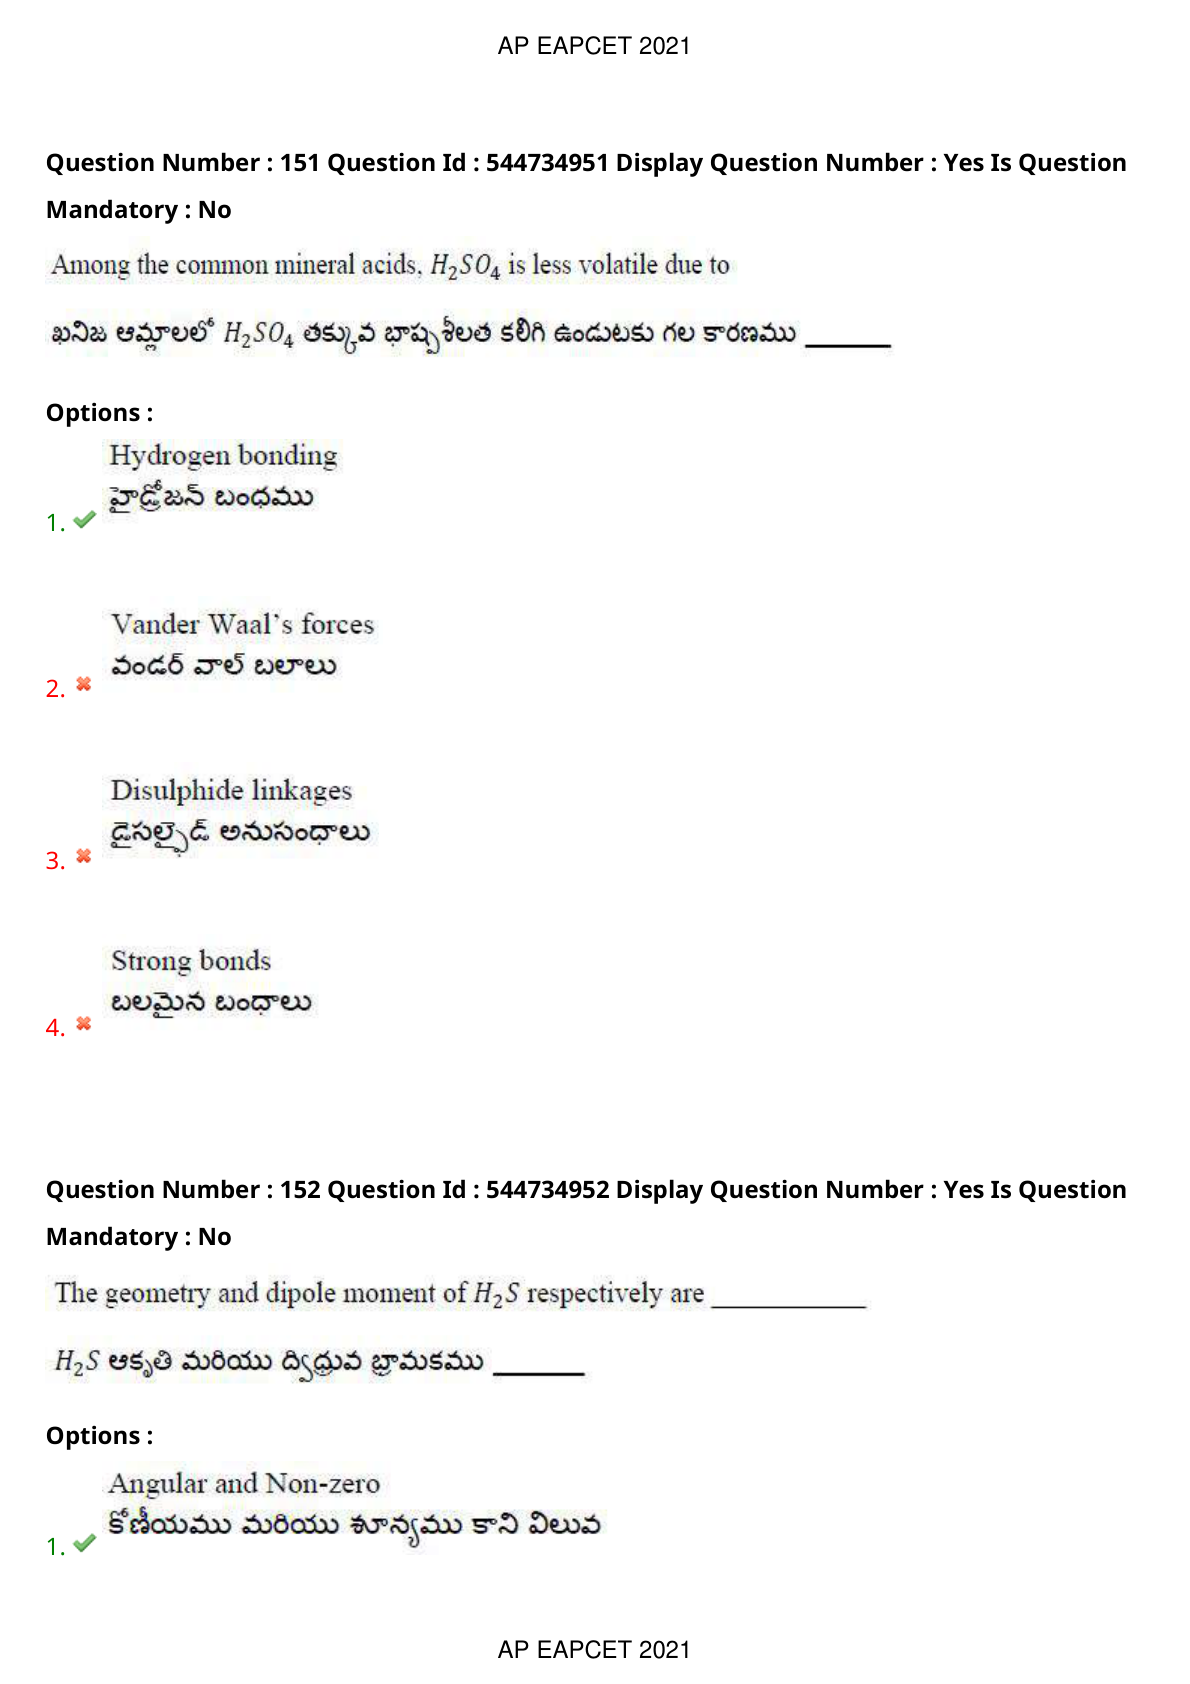 AP EAPCET 2021
Question Number : 151 Question Id : 544734951 Display Question Number : Yes Is Question
Mandatory : No
Among the common mineral acids, H₂SO₄ is less volatile due to
ఖనిజ ఆమ్లాలలో H₂SO₄ తక్కువ భాష్పశీలత కలిగి ఉండుటకు గల కారణము ______
Options :
Hydrogen bonding
హైడ్రోజన్ బంధము
1.
Vander Waal’s forces
వండర్ వాల్ బలాలు
2.
Disulphide linkages
డైసల్ఫైడ్ అనుసంధాలు
3.
Strong bonds
బలమైన బంధాలు
4.
Question Number : 152 Question Id : 544734952 Display Question Number : Yes Is Question
Mandatory : No
The geometry and dipole moment of H₂S respectively are ___________
H₂S ఆకృతి మరియు ద్విధ్రువ భ్రామకము ______
Options :
Angular and Non-zero
కోణీయము మరియు శూన్యము కాని విలువ
1.
AP EAPCET 2021